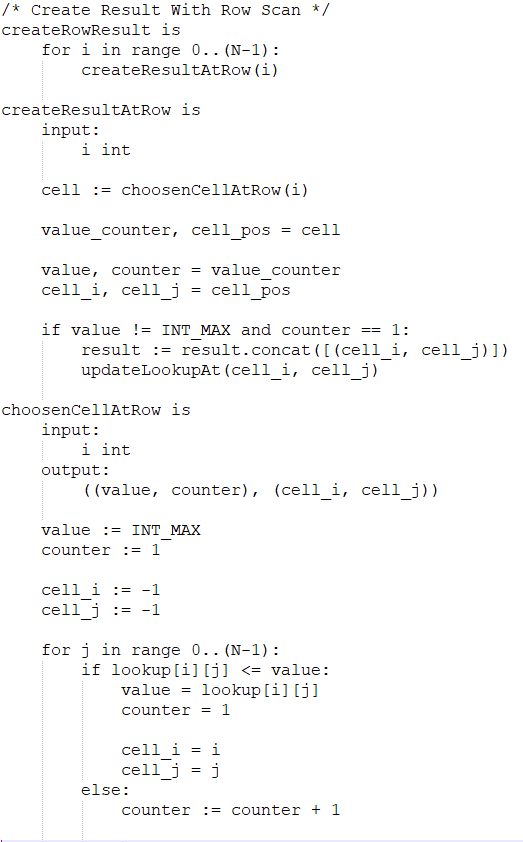 /* Create Result With Row Scan */
createRowResult is
    for i in range 0..(N-1):
        createResultAtRow(i)

createResultAtRow is
    input:
        i int

    cell := choosenCellAtRow(i)

    value_counter, cell_pos = cell

    value, counter = value_counter
    cell_i, cell_j = cell_pos

    if value != INT_MAX and counter == 1:
        result := result.concat([(cell_i, cell_j)])
        updateLookupAt(cell_i, cell_j)

choosenCellAtRow is
    input:
        i int
    output:
        ((value, counter), (cell_i, cell_j))

    value := INT_MAX
    counter := 1

    cell_i := -1
    cell_j := -1

    for j in range 0..(N-1):
        if lookup[i][j] <= value:
            value = lookup[i][j]
            counter = 1

            cell_i = i
            cell_j = j
        else:
            counter := counter + 1